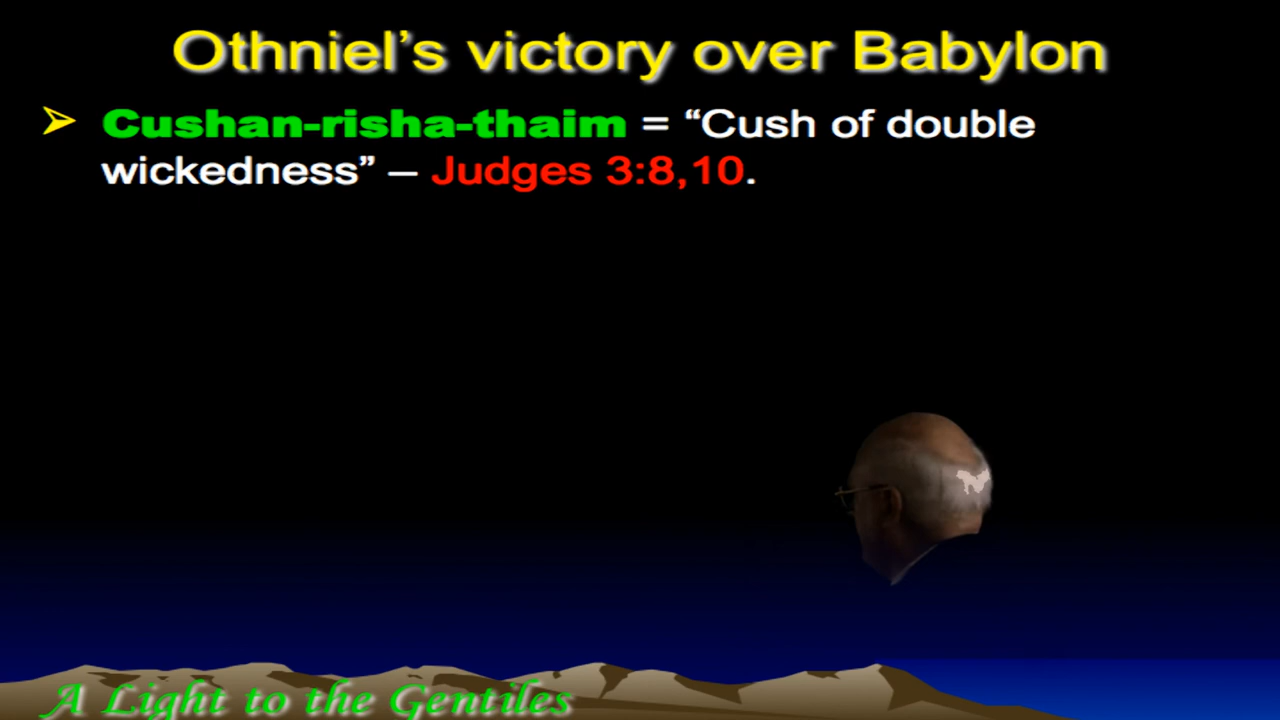 Othniel’s victory over Babylon
➢ Cushan-risha-thaim = “Cush of double
wickedness” – Judges 3:8,10.
A Light to the Gentiles